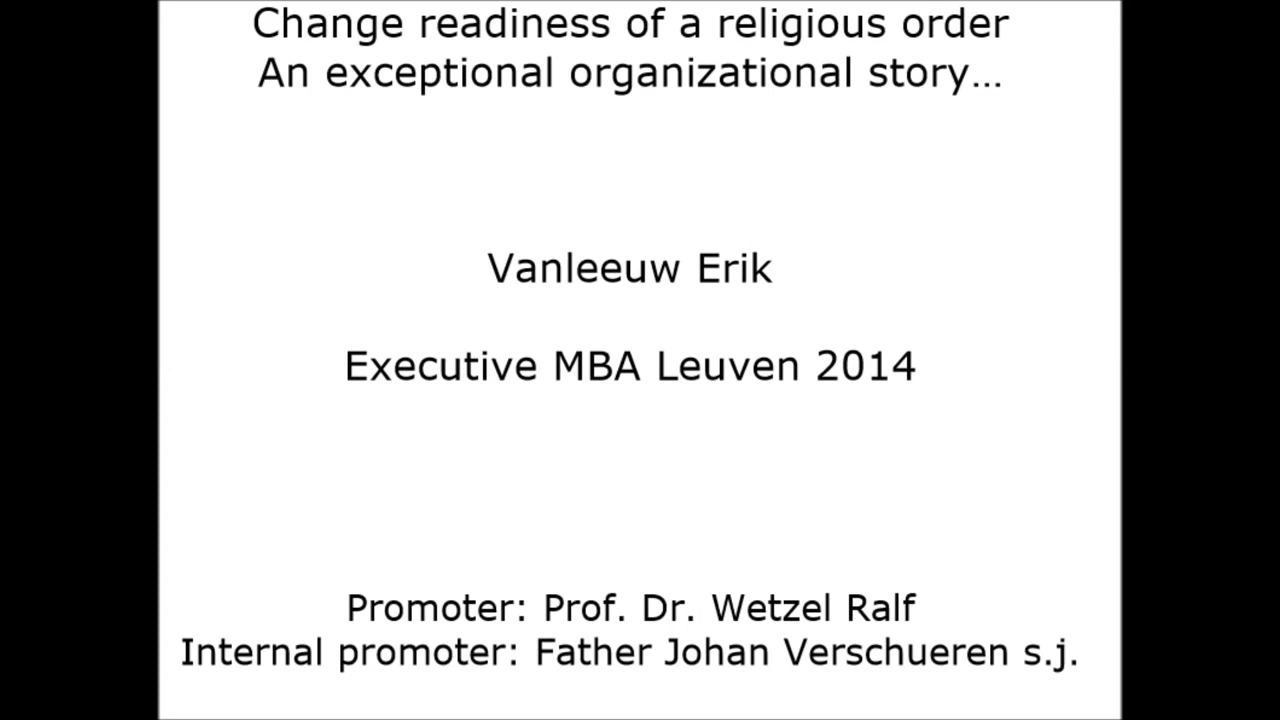 Change readiness of a religious order
An exceptional organizational story...
Vanleeuw Erik
Executive MBA Leuven 2014
Promoter: Prof. Dr. Wetzel Ralf
Internal promoter: Father Johan Verschueren s.j.